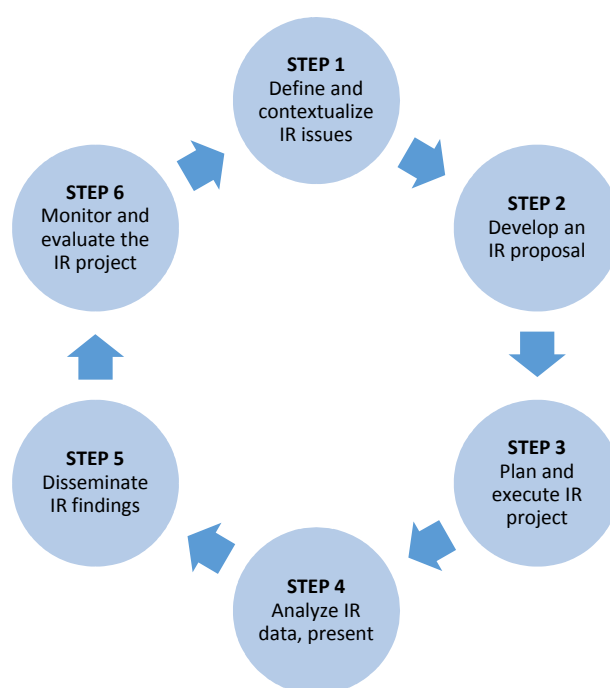 STEP 1
Define and
contextualize
IR issues
STEP 2
Develop an
IR proposal
STEP 3
Plan and
execute IR
project
STEP 4
Analyze IR
data, present
STEP 5
Disseminate
IR findings
STEP 6
Monitor and
evaluate the
IR project